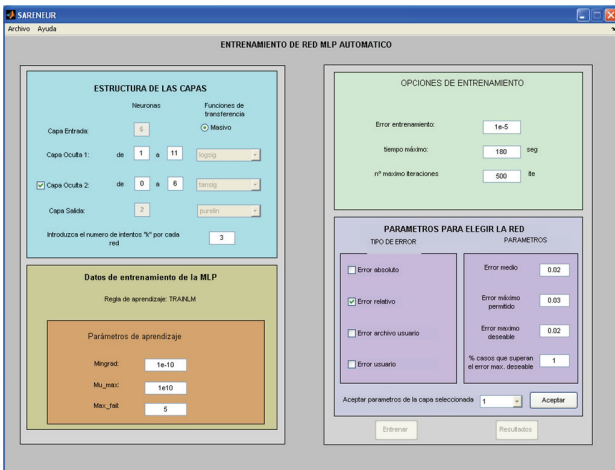 SARENEUR
Archivo Ayuda
ENTRENAMIENTO DE RED MLP AUTOMATICO
ESTRUCTURA DE LAS CAPAS
Neuronas
Funciones de
transferencia
Capa Entrada:
6
Masivo
Capa Oculta 1: de 1 a 11 logsig
Capa Oculta 2: de 0 a 6 tansig
Capa Salida: 2 purelin
Introduzca el numero de intentos "k" por cada
red
3
Datos de entrenamiento de la MLP
Regla de aprendizaje: TRAINLM
Parámetros de aprendizaje
Mingrad: 1e-10
Mu_max: 1e10
Max_fail: 5
OPCIONES DE ENTRENAMIENTO
Error entrenamiento: 1e-5
tiempo máximo: 180 seg
nº maximo iteraciones 500 ite
PARAMETROS PARA ELEGIR LA RED
TIPO DE ERROR
PARAMETROS
Error absoluto
Error relativo
Error archivo usuario
Error usuario
Error medio 0.02
Error máximo
permitido
0.03
Error maximo
deseable
0.02
% casos que superan
el error max. deseable
1
Aceptar parametros de la capa seleccionada 1 Aceptar
Entrenar Resultados